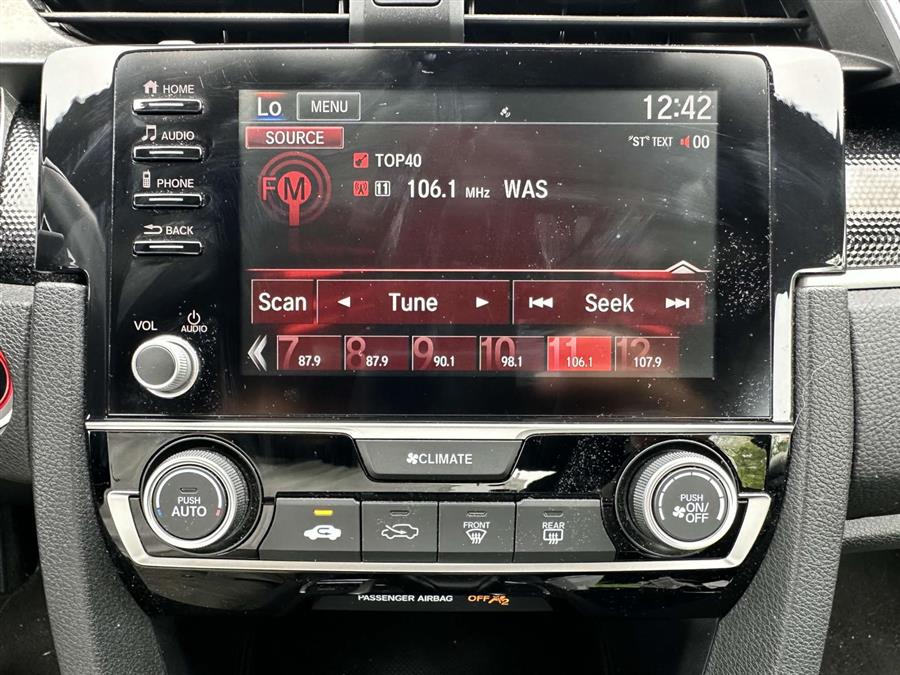 HOME
Lo MENU 12:42
AUDIO
SOURCE "ST" TEXT 00
TOP40
PHONE
FM 11 106.1 MHz WAS
BACK
Scan Tune Seek
VOL AUDIO
7 87.9 8 87.9 9 90.1 10 98.1 11 106.1 12 107.9
CLIMATE
PUSH AUTO
FRONT REAR
PUSH ON/OFF
PASSENGER AIRBAG OFF 2